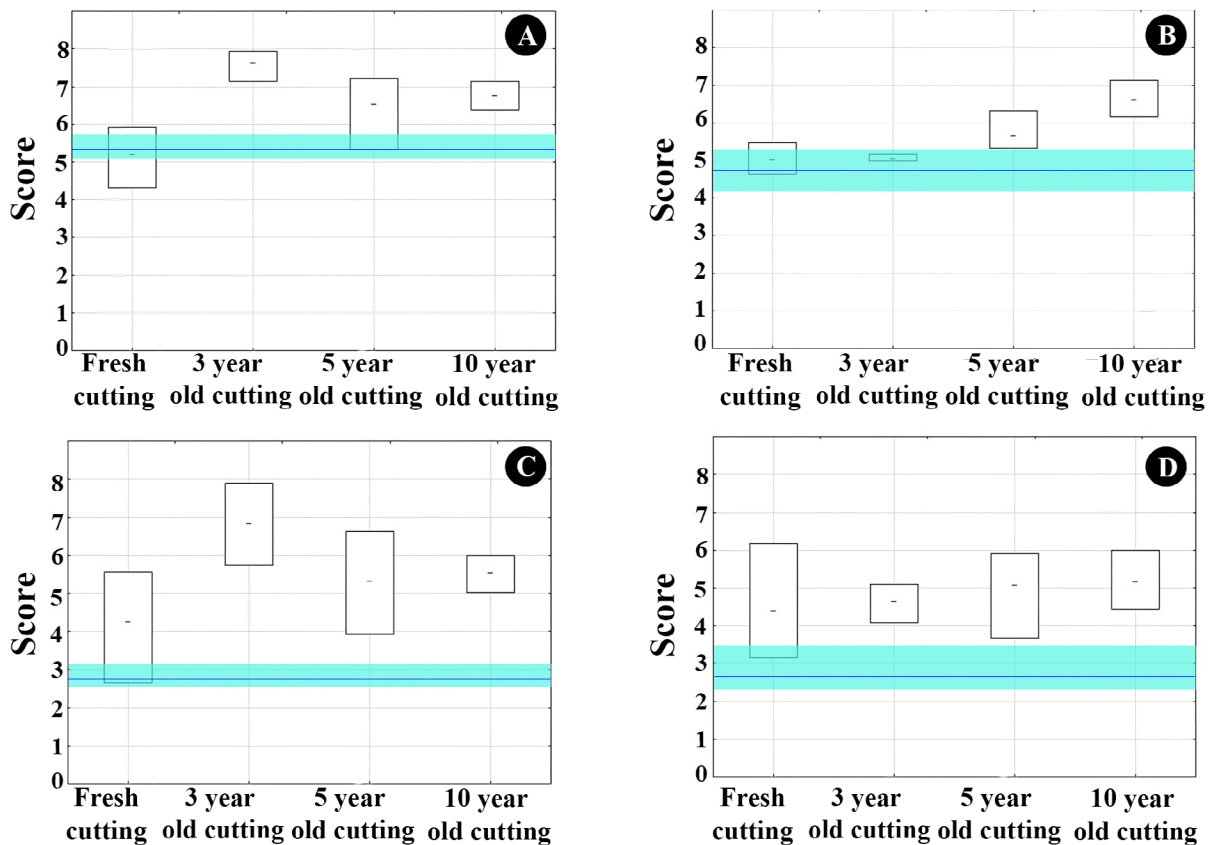 A
8
7
6
5
4
3
2
1
0
Score
Fresh
cutting
3 year
old cutting
5 year
old cutting
10 year
old cutting
B
8
7
6
5
4
3
2
1
0
Score
Fresh
cutting
3 year
old cutting
5 year
old cutting
10 year
old cutting
C
8
7
6
5
4
3
2
1
0
Score
Fresh
cutting
3 year
old cutting
5 year
old cutting
10 year
old cutting
D
8
7
6
5
4
3
2
1
0
Score
Fresh
cutting
3 year
old cutting
5 year
old cutting
10 year
old cutting